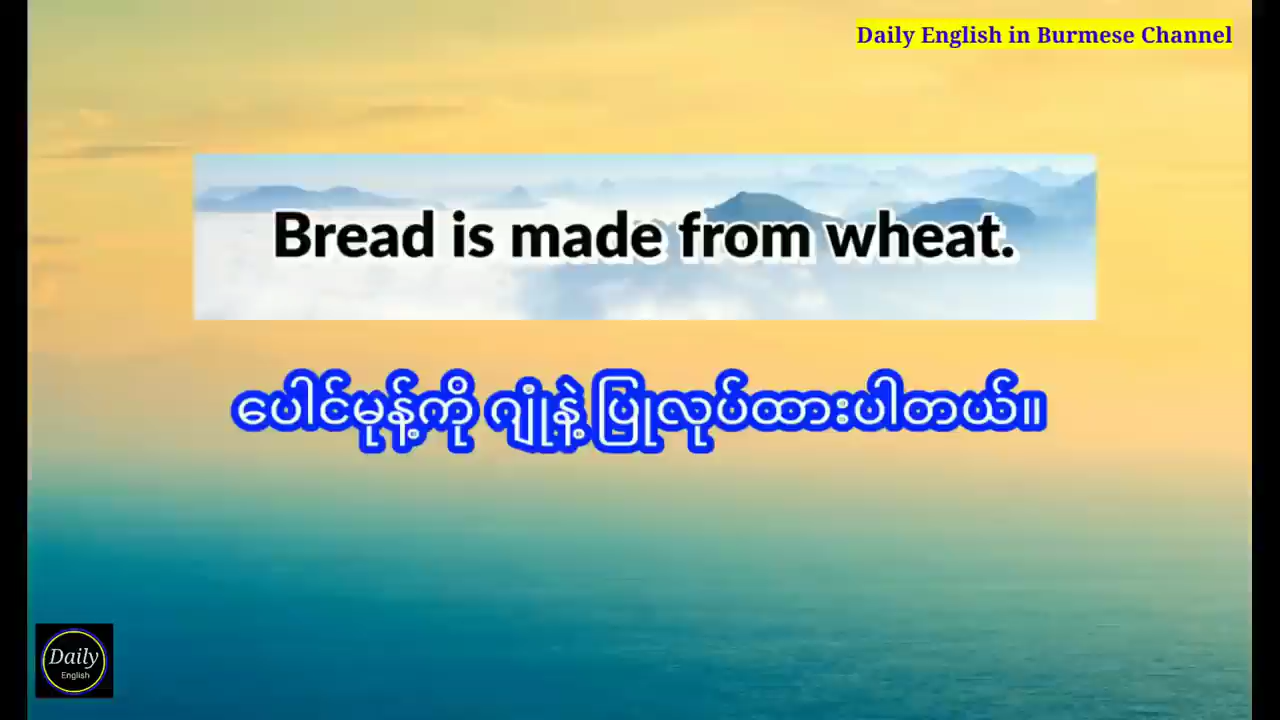 Daily English in Burmese Channel
Bread is made from wheat.
ပေါင်မုန့်ကို ဂျုံနဲ့ ပြုလုပ်ထားပါတယ်။
Daily
English